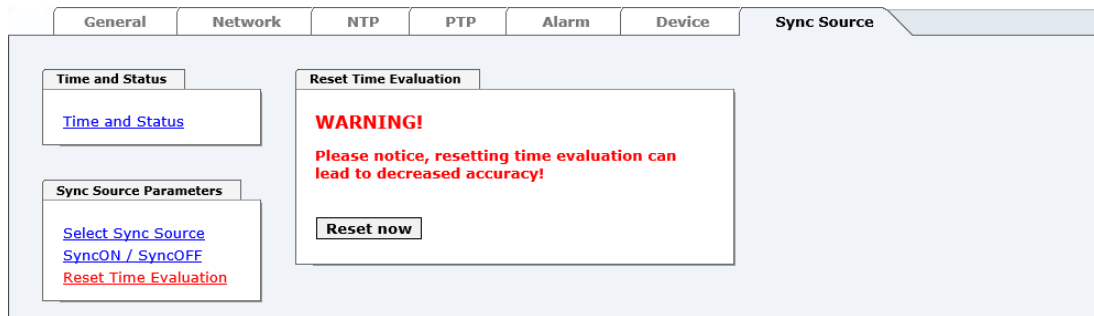 General Network NTP PTP Alarm Device Sync Source
Time and Status
Time and Status
Sync Source Parameters
Select Sync Source
SyncON / SyncOFF
Reset Time Evaluation
Reset Time Evaluation
WARNING!
Please notice, resetting time evaluation can
lead to decreased accuracy!
Reset now